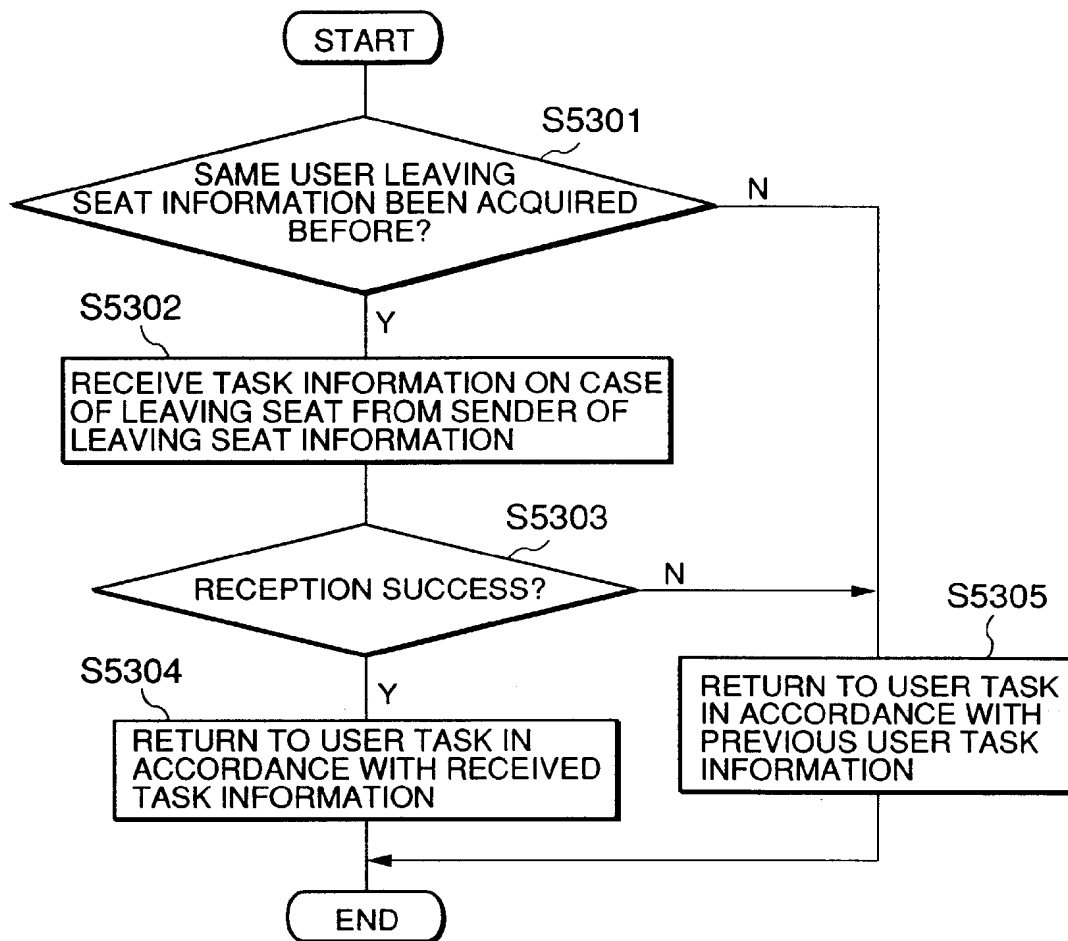 START
S5301
SAME USER LEAVING
SEAT INFORMATION BEEN ACQUIRED
BEFORE?
N
S5302
Y
RECEIVE TASK INFORMATION ON CASE
OF LEAVING SEAT FROM SENDER OF
LEAVING SEAT INFORMATION
S5303
RECEPTION SUCCESS?
N
S5305
S5304
Y
RETURN TO USER TASK
IN ACCORDANCE WITH
PREVIOUS USER TASK
INFORMATION
RETURN TO USER TASK IN
ACCORDANCE WITH RECEIVED
TASK INFORMATION
END